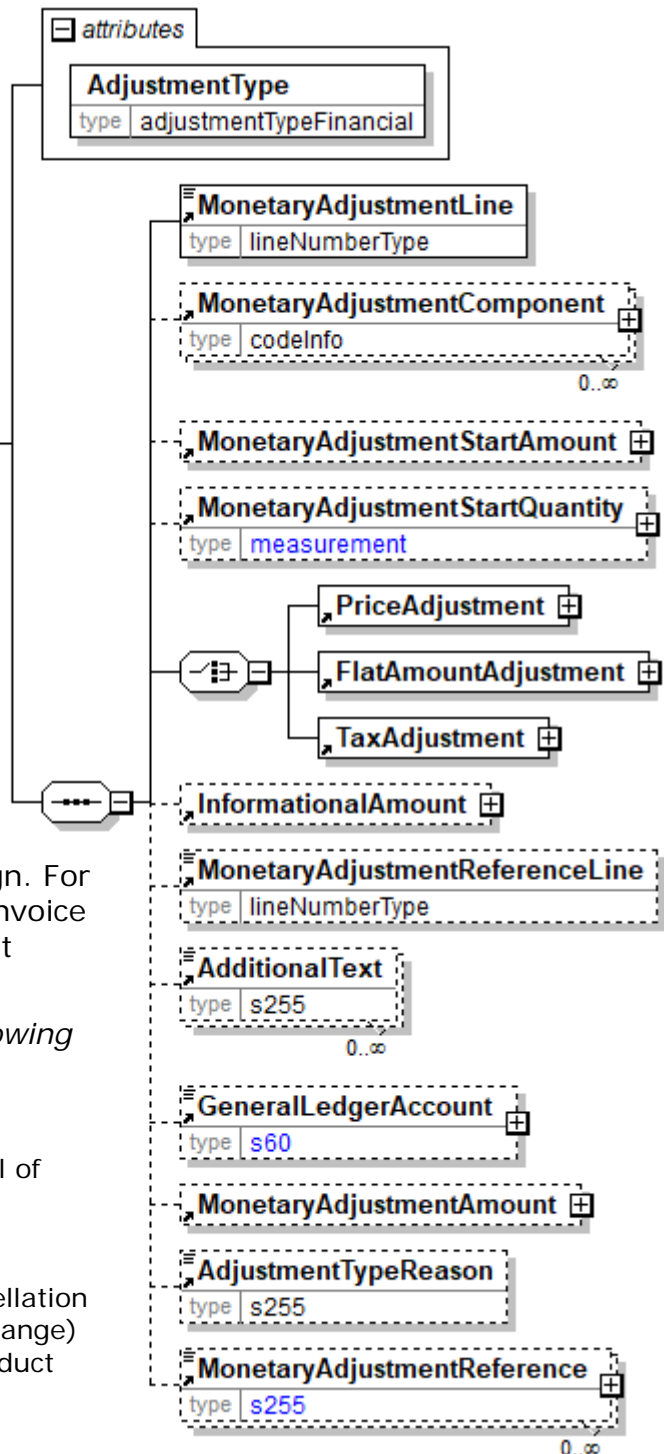 attributes
AdjustmentType
type adjustmentTypeFinancial
MonetaryAdjustmentLine
type lineNumberType
MonetaryAdjustmentComponent
type codeInfo
0..∞
MonetaryAdjustmentStartAmount
MonetaryAdjustmentStartQuantity
type measurement
PriceAdjustment
FlatAmountAdjustment
TaxAdjustment
InformationalAmount
MonetaryAdjustmentReferenceLine
type lineNumberType
AdditionalText
type s255
0..∞
GeneralLedgerAccount
type s60
MonetaryAdjustmentAmount
AdjustmentTypeReason
type s255
MonetaryAdjustmentReference
type s255
0..∞
gn. For
nvoice
t
owing
l of
ellation
ange)
duct